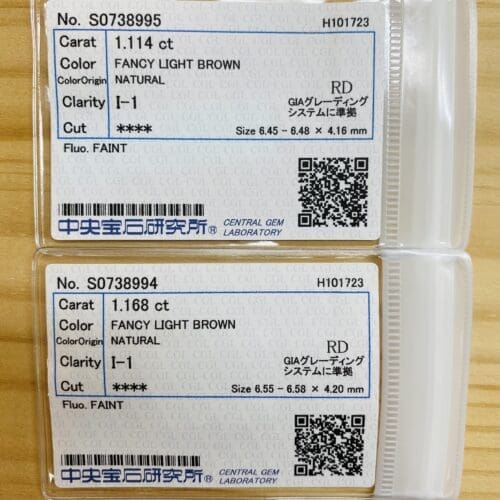 No. S0738995 H101723
Carat 1.114 ct
Color FANCY LIGHT BROWN
ColorOrigin NATURAL
Clarity I-1
RD
GIAグレーディング
システムに準拠
Cut **** Size 6.45 - 6.48 × 4.16 mm
Fluo. FAINT
中央宝石研究所® CENTRAL GEM
LABORATORY
No. S0738994 H101723
Carat 1.168 ct
Color FANCY LIGHT BROWN
ColorOrigin NATURAL
Clarity I-1
RD
GIAグレーディング
システムに準拠
Cut **** Size 6.55 - 6.58 × 4.20 mm
Fluo. FAINT
中央宝石研究所® CENTRAL GEM
LABORATORY